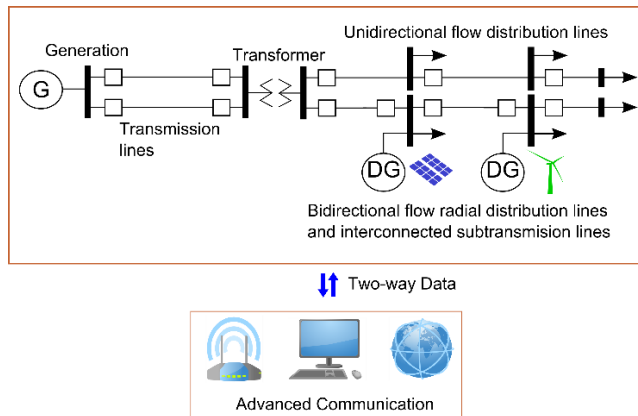 Unidirectional flow distribution lines
Generation
Transformer
G
Transmission
lines
DG
DG
Bidirectional flow radial distribution lines
and interconnected subtransmision lines
Two-way Data
Advanced Communication